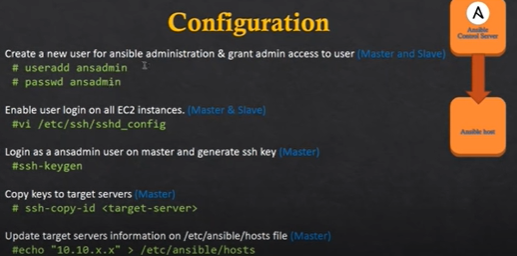 Configuration
Create a new user for ansible administration & grant admin access to user (Master and Slave)
# useradd ansadmin
# passwd ansadmin
Enable user login on all EC2 instances. (Master & Slave)
#vi /etc/ssh/sshd_config
Login as a ansadmin user on master and generate ssh key (Master)
#ssh-keygen
Copy keys to target servers (Master)
# ssh-copy-id <target-server>
Update target servers information on /etc/ansible/hosts file (Master)
#echo "10.10.x.x" > /etc/ansible/hosts
A
Ansible
Control Server
Ansible host